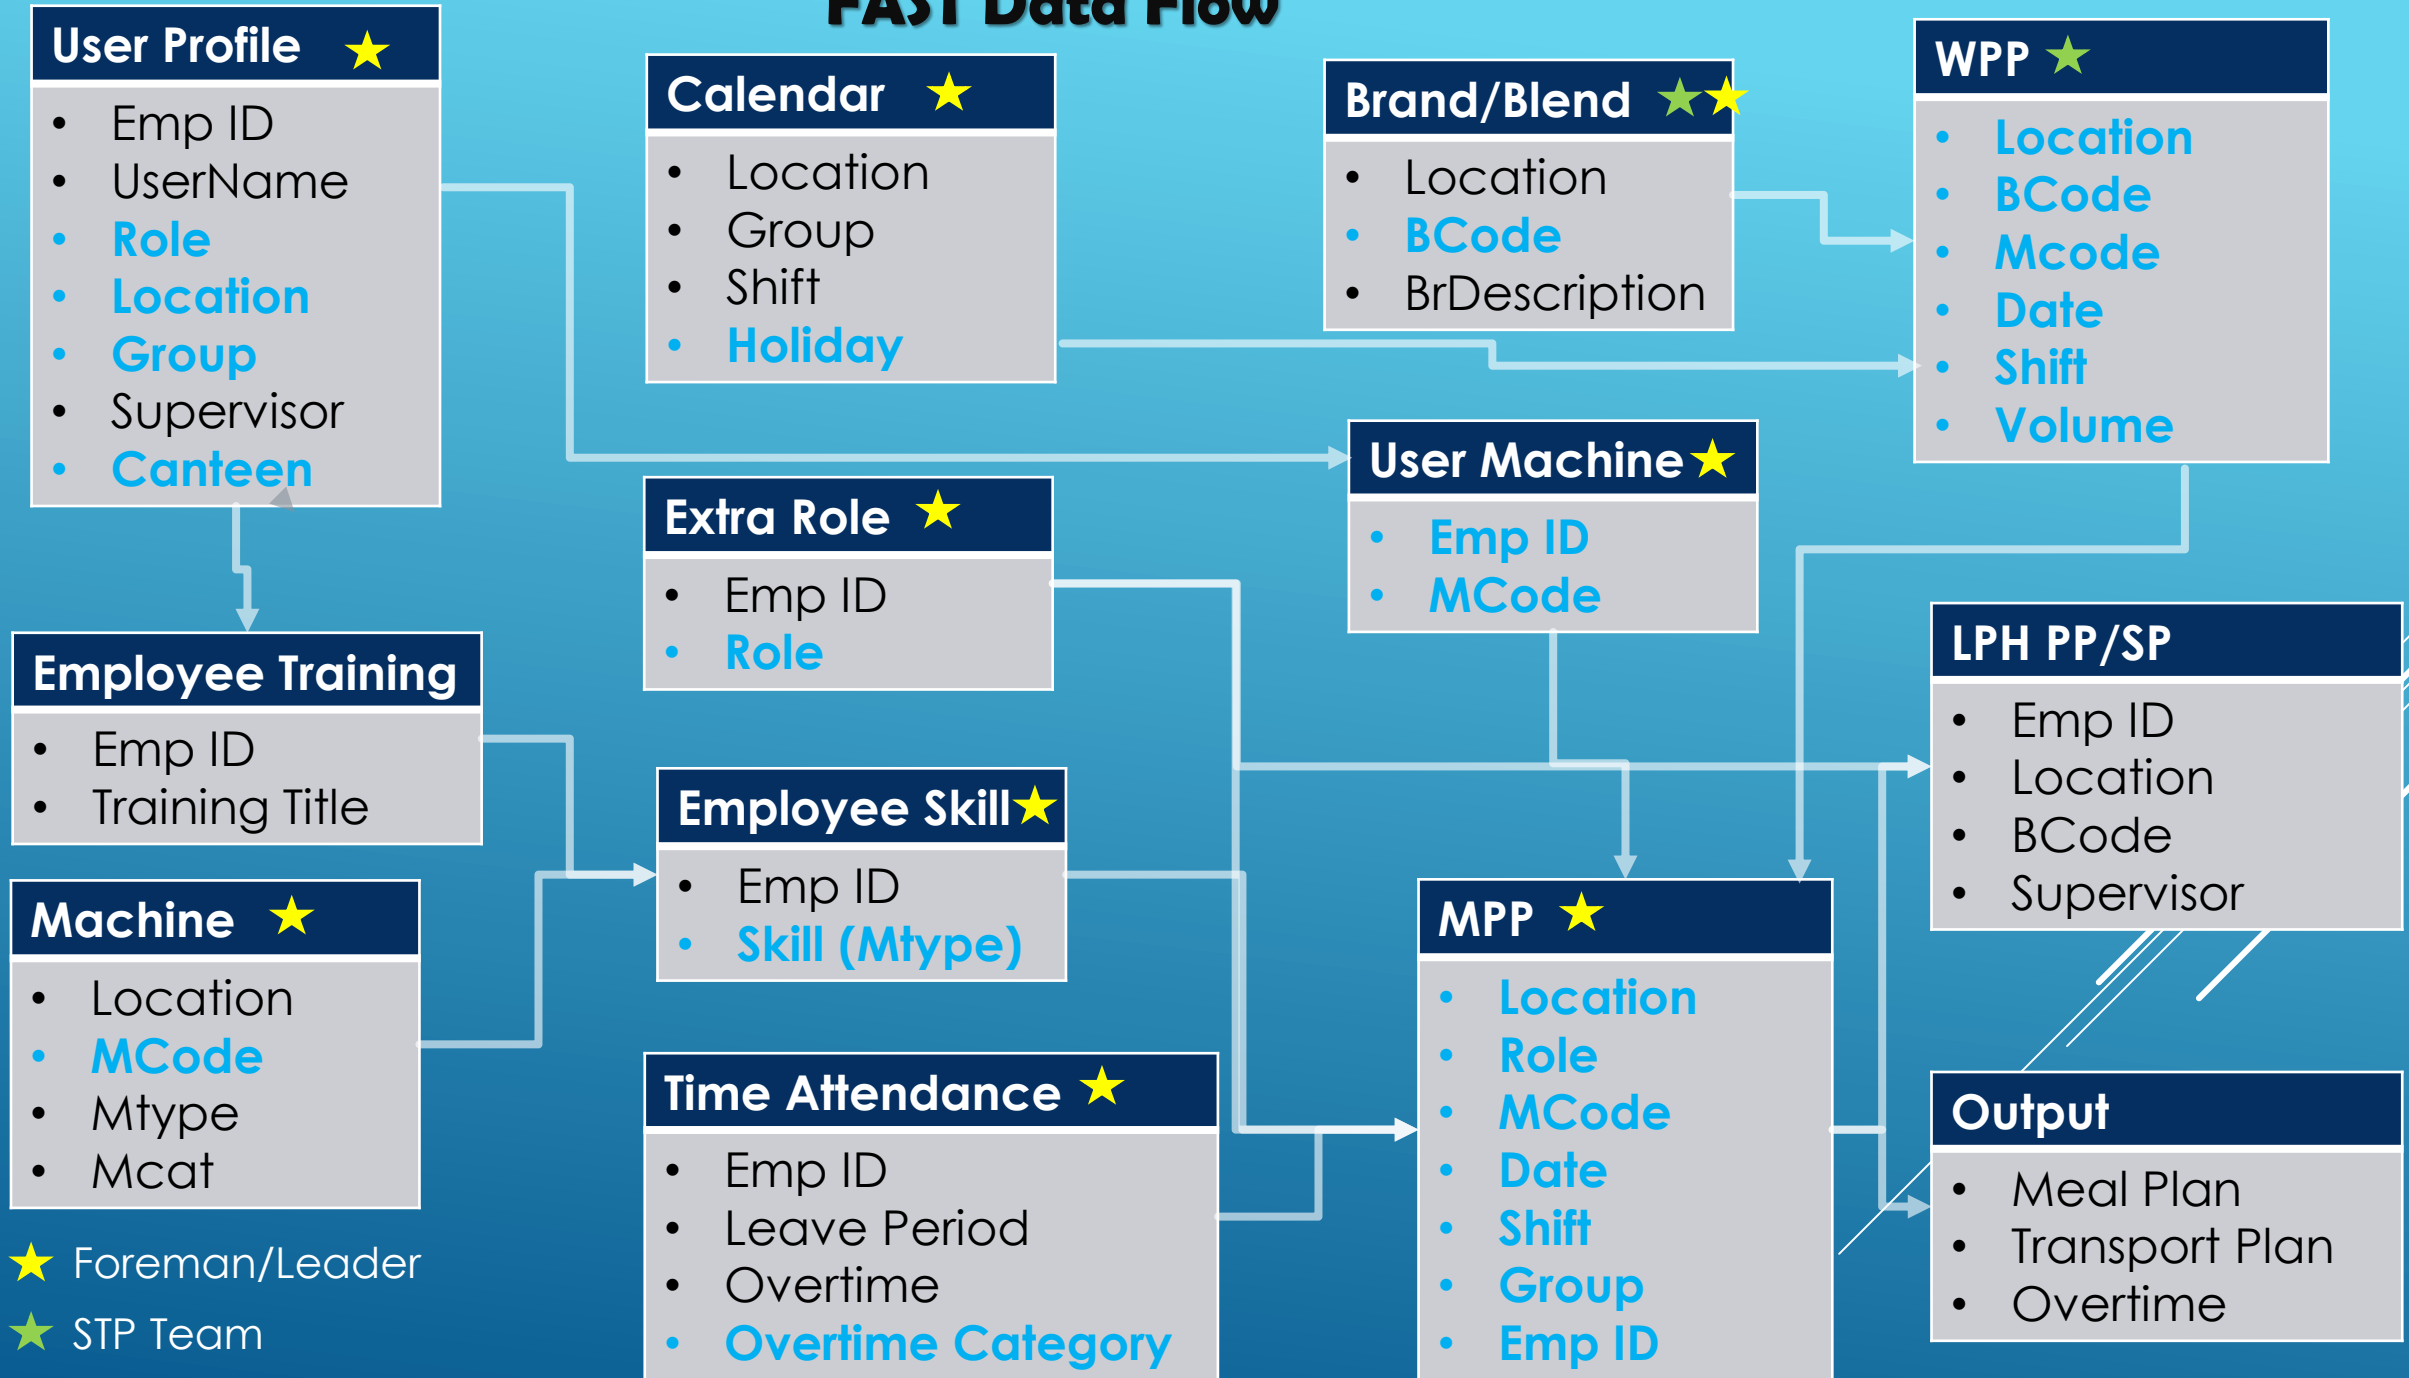 FAST Data Flow
User Profile
• Emp ID
• UserName
• Role
• Location
• Group
• Supervisor
• Canteen
Calendar
• Location
• Group
• Shift
• Holiday
Brand/Blend
• Location
• BCode
• BrDescription
WPP
• Location
• BCode
• Mcode
• Date
• Shift
• Volume
Extra Role
• Emp ID
• Role
User Machine
• Emp ID
• MCode
Employee Training
• Emp ID
• Training Title
Employee Skill
• Emp ID
• Skill (Mtype)
LPH PP/SP
• Emp ID
• Location
• BCode
• Supervisor
Machine
• Location
• MCode
• Mtype
• Mcat
Time Attendance
• Emp ID
• Leave Period
• Overtime
• Overtime Category
MPP
• Location
• Role
• MCode
• Date
• Shift
• Group
• Emp ID
Output
• Meal Plan
• Transport Plan
• Overtime
Foreman/Leader
STP Team